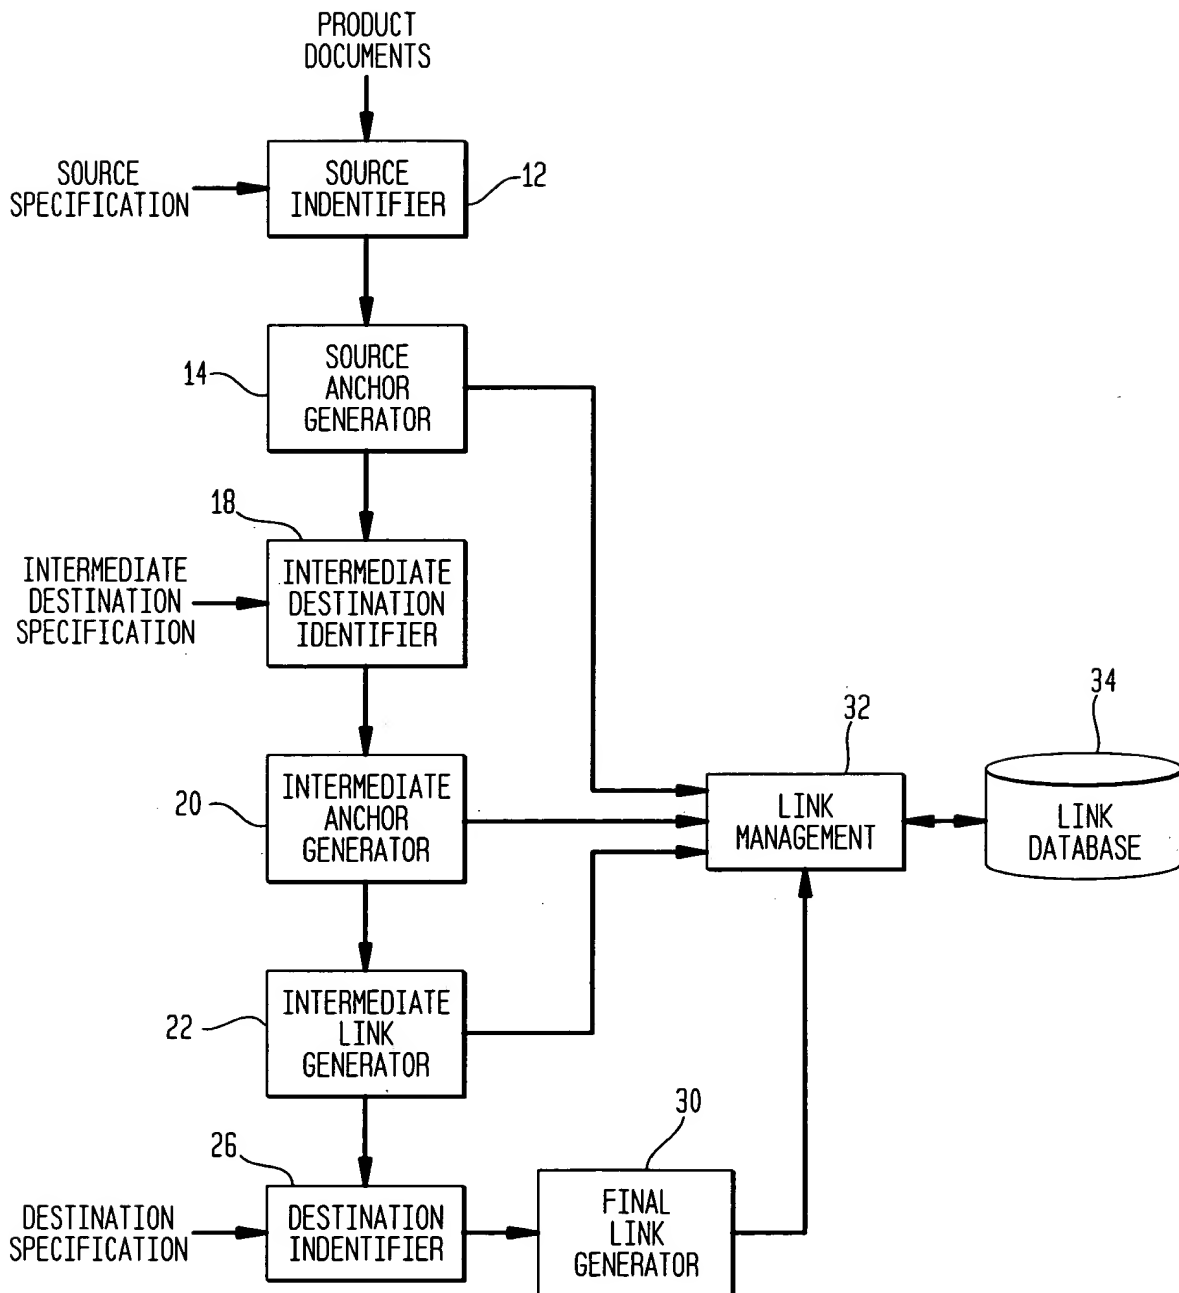 PRODUCT
DOCUMENTS
SOURCE
SPECIFICATION
SOURCE
INDENTIFIER
12
14
SOURCE
ANCHOR
GENERATOR
18
INTERMEDIATE
DESTINATION
SPECIFICATION
INTERMEDIATE
DESTINATION
IDENTIFIER
20
INTERMEDIATE
ANCHOR
GENERATOR
32
LINK
MANAGEMENT
34
LINK
DATABASE
22
INTERMEDIATE
LINK
GENERATOR
26
DESTINATION
SPECIFICATION
DESTINATION
INDENTIFIER
30
FINAL
LINK
GENERATOR